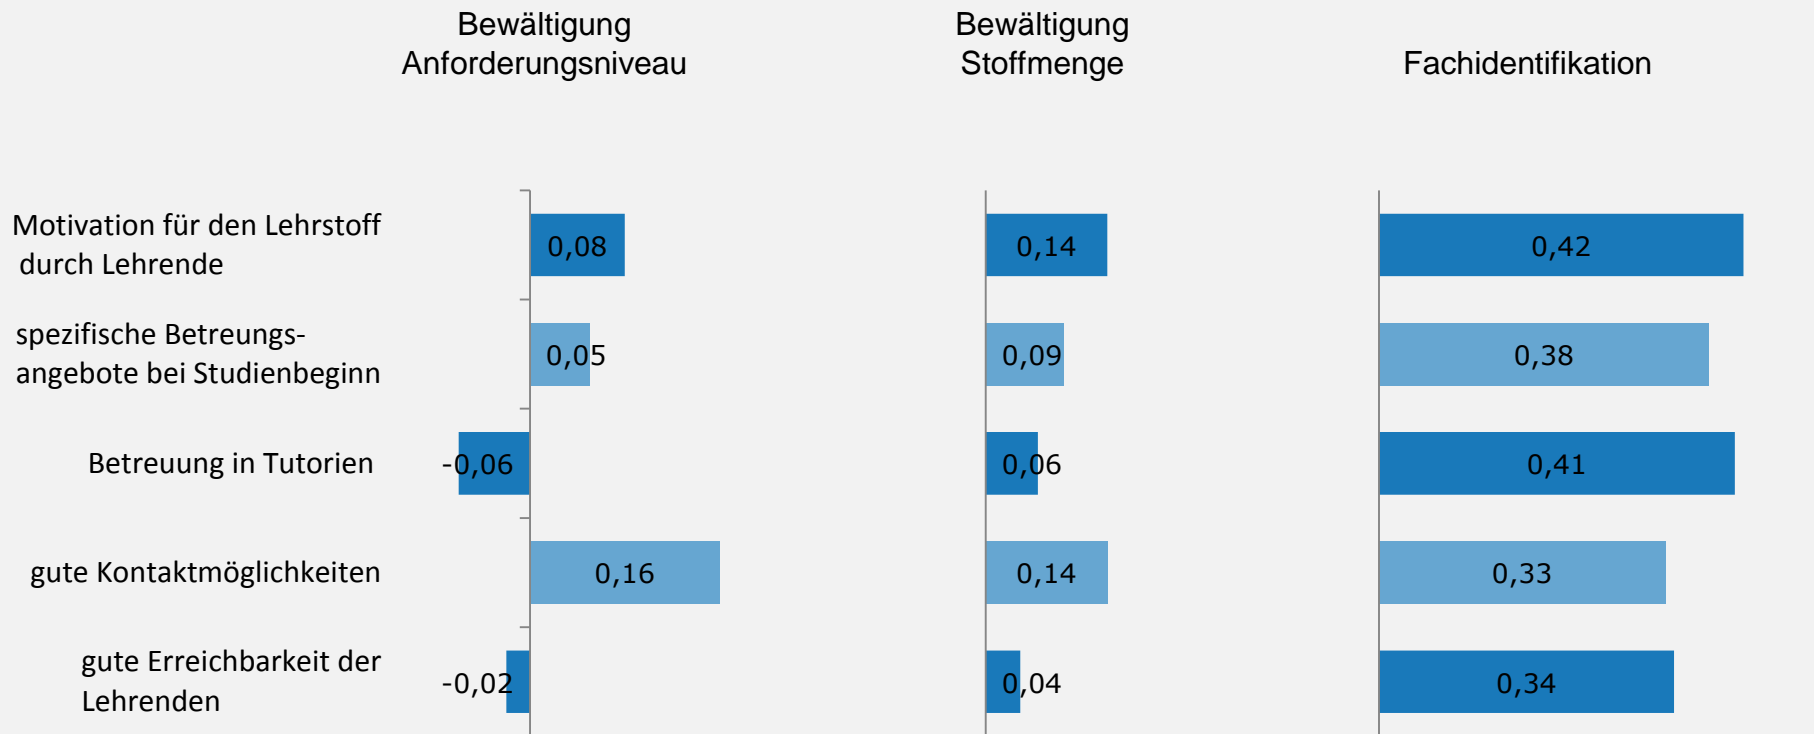 Bewältigung
Anforderungsniveau
Bewältigung
Stoffmenge
Fachidentifikation
Motivation für den Lehrstoff
durch Lehrende
0,08
0,14
0,42
spezifische Betreungs-
angebote bei Studienbeginn
0,05
0,09
0,38
Betreuung in Tutorien
-0,06
0,06
0,41
gute Kontaktmöglichkeiten
0,16
0,14
0,33
gute Erreichbarkeit der
Lehrenden
-0,02
0,04
0,34